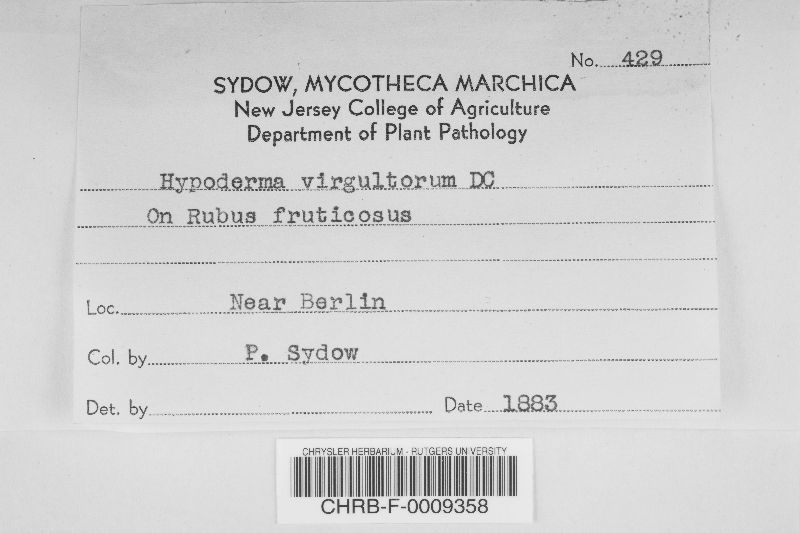 No. 429
SYDOW, MYCOTHECA MARCHICA
New Jersey College of Agriculture
Department of Plant Pathology
Hypoderma virgultorum DC
On Rubus fruticosus
Loc. Near Berlin
Col. by P. Sydow
Det. by Date 1883
CHRYSLER HERBARIUM - RUTGERS UNIVERSITY
CHRB-F-0009358